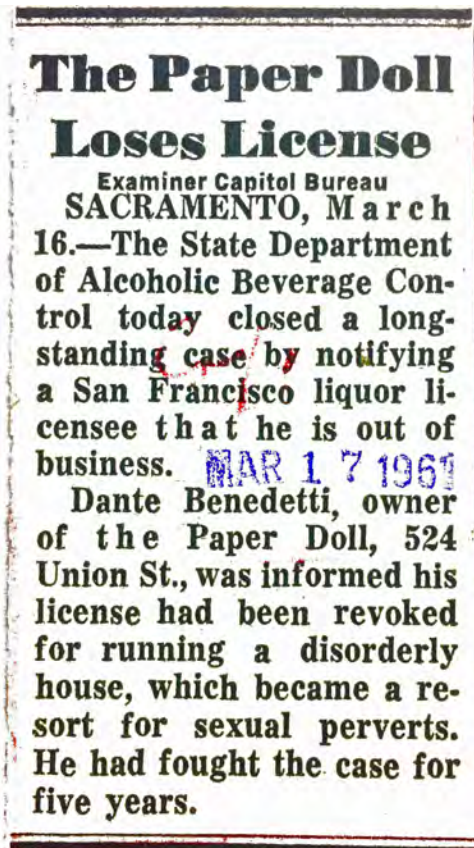 The Paper Doll
Loses License
Examiner Capitol Bureau
SACRAMENTO, March
16.—The State Department
of Alcoholic Beverage Con-
trol today closed a long-
standing case by notifying
a San Francisco liquor li-
censee that he is out of
business. MAR 17 1961
Dante Benedetti, owner
of the Paper Doll, 524
Union St., was informed his
license had been revoked
for running a disorderly
house, which became a re-
sort for sexual perverts.
He had fought the case for
five years.